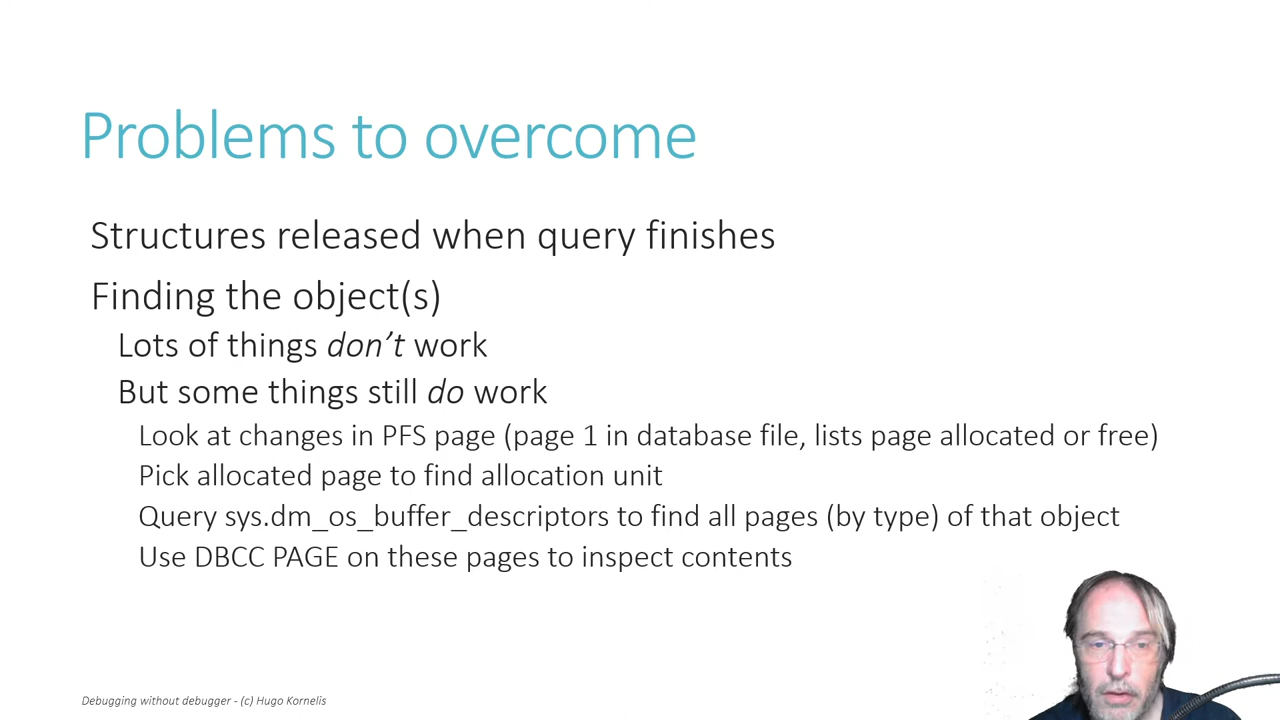 Problems to overcome
Structures released when query finishes
Finding the object(s)
Lots of things don’t work
But some things still do work
Look at changes in PFS page (page 1 in database file, lists page allocated or free)
Pick allocated page to find allocation unit
Query sys.dm_os_buffer_descriptors to find all pages (by type) of that object
Use DBCC PAGE on these pages to inspect contents
Debugging without debugger - (c) Hugo Kornelis